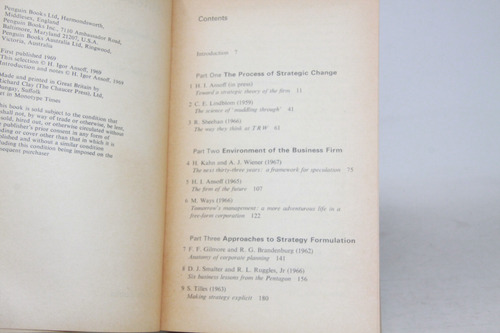 Penguin Books Ltd, Harmondsworth,
Middlesex, England
Penguin Books Inc, 7110 Ambassador Road,
Baltimore, Maryland 21207, U.S.A.
Penguin Books Australia Ltd, Ringwood,
Victoria, Australia
First published 1969
This selection © H. Igor Ansoff, 1969
Introduction and notes © H. Igor Ansoff, 1969
Made and printed in Great Britain by
Richard Clay (The Chaucer Press), Ltd,
Bungay, Suffolk
Set in Monotype Times
This book is sold subject to the condition that
it shall not, by way of trade or otherwise, be lent,
re-sold, hired out, or otherwise circulated without
the publisher's prior consent in any form of
binding or cover other than that in which it is
published and without a similar condition
including this condition being imposed on the
subsequent purchaser
Contents
Introduction 7
Part One The Process of Strategic Change
1 H. I. Ansoff (in press)
Toward a strategic theory of the firm 11
2 C. E. Lindblom (1959)
The science of 'muddling through' 41
3 R. Sheehan (1966)
The way they think at TRW 61
Part Two Environment of the Business Firm
4 H. Kahn and A. J. Wiener (1967)
The next thirty-three years: a framework for speculation 75
5 H. I. Ansoff (1965)
The firm of the future 107
6 M. Ways (1966)
Tomorrow's management: a more adventurous life in a
free-form corporation 122
Part Three Approaches to Strategy Formulation
7 F. F. Gilmore and R. G. Brandenburg (1962)
Anatomy of corporate planning 141
8 D. J. Smalter and R. L. Ruggles, Jr (1966)
Six business lessons from the Pentagon 156
9 S. Tilles (1963)
Making strategy explicit 180